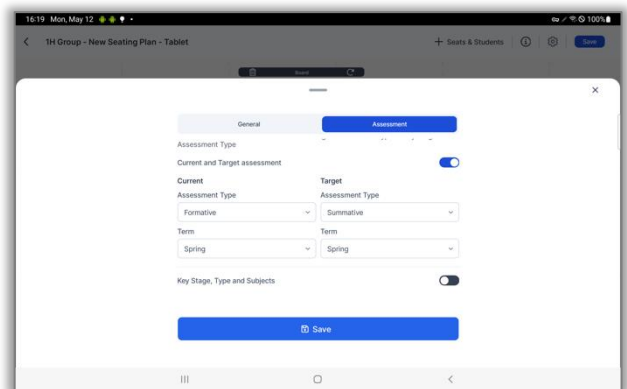 16:19 Mon, May 12
100%
1H Group - New Seating Plan - Tablet
+ Seats & Students
Save
Board
General
Assessment
Assessment Type
Current and Target assessment
Current
Target
Assessment Type
Assessment Type
Formative
Summative
Term
Term
Spring
Spring
Key Stage, Type and Subjects
Save